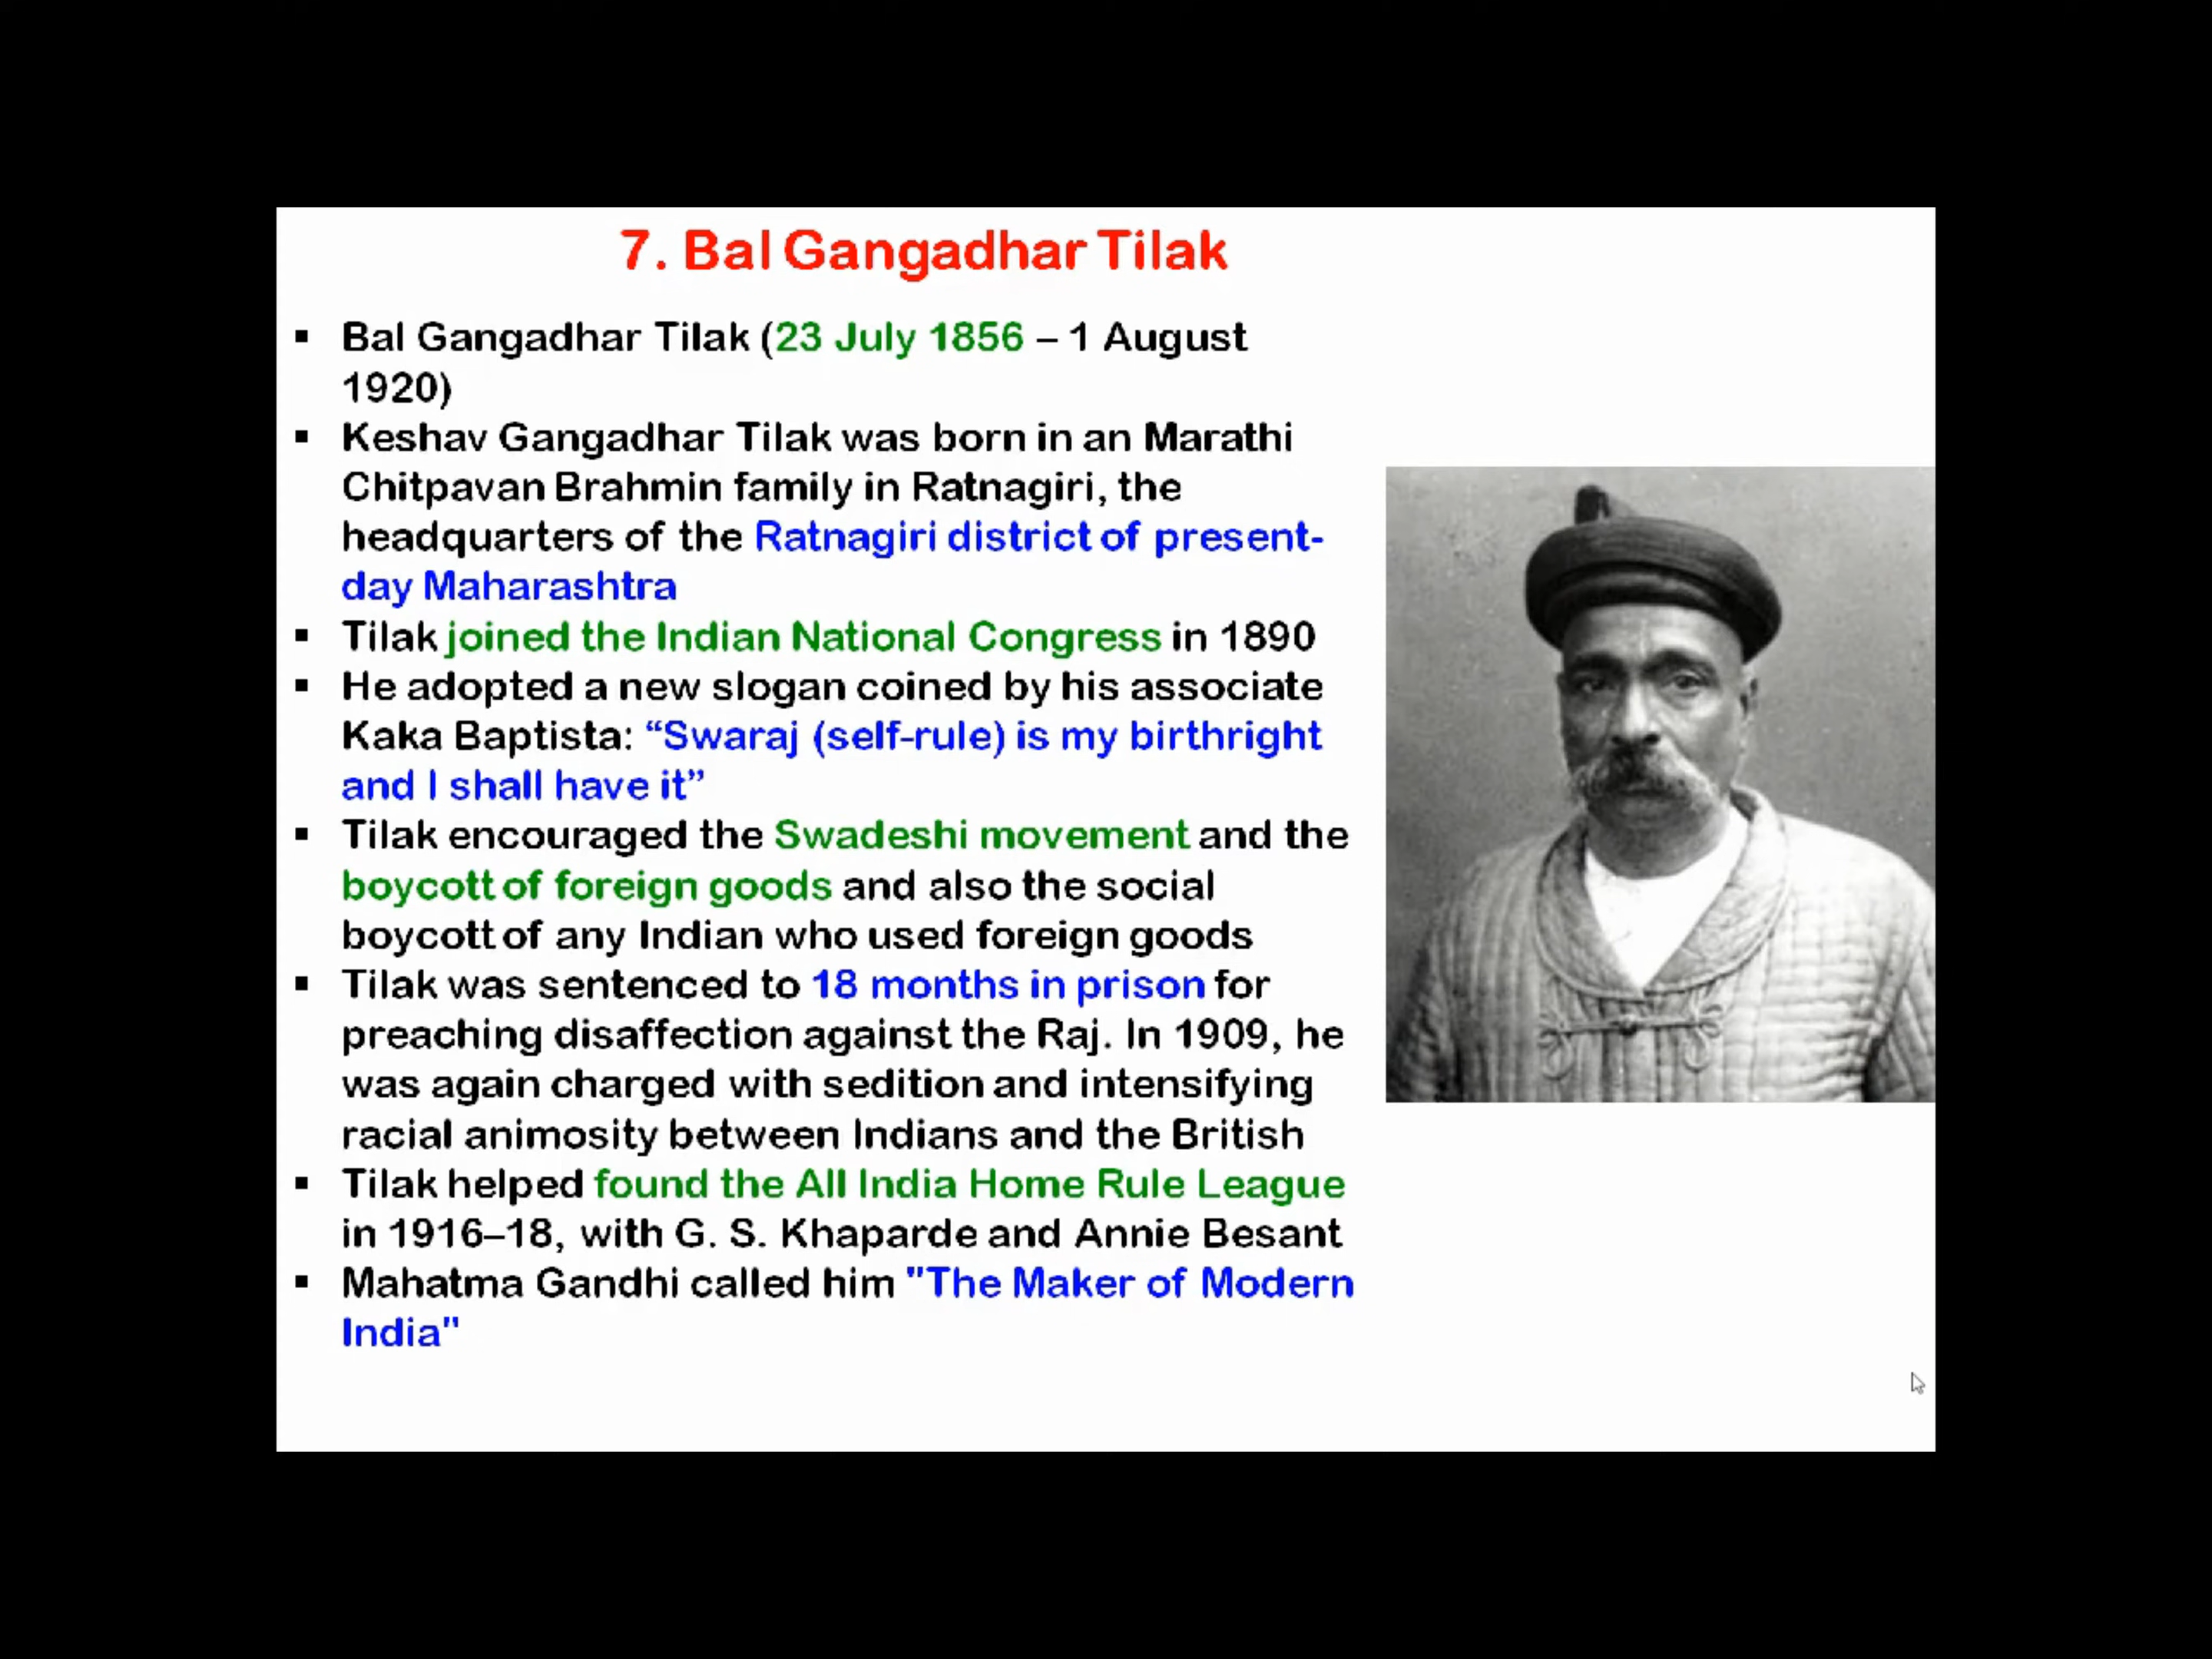 7. Bal Gangadhar Tilak
▪ Bal Gangadhar Tilak (23 July 1856 – 1 August
1920)
▪ Keshav Gangadhar Tilak was born in an Marathi
Chitpavan Brahmin family in Ratnagiri, the
headquarters of the Ratnagiri district of present-
day Maharashtra
▪ Tilak joined the Indian National Congress in 1890
▪ He adopted a new slogan coined by his associate
Kaka Baptista: “Swaraj (self-rule) is my birthright
and I shall have it”
▪ Tilak encouraged the Swadeshi movement and the
boycott of foreign goods and also the social
boycott of any Indian who used foreign goods
▪ Tilak was sentenced to 18 months in prison for
preaching disaffection against the Raj. In 1909, he
was again charged with sedition and intensifying
racial animosity between Indians and the British
▪ Tilak helped found the All India Home Rule League
in 1916–18, with G. S. Khaparde and Annie Besant
▪ Mahatma Gandhi called him "The Maker of Modern
India"